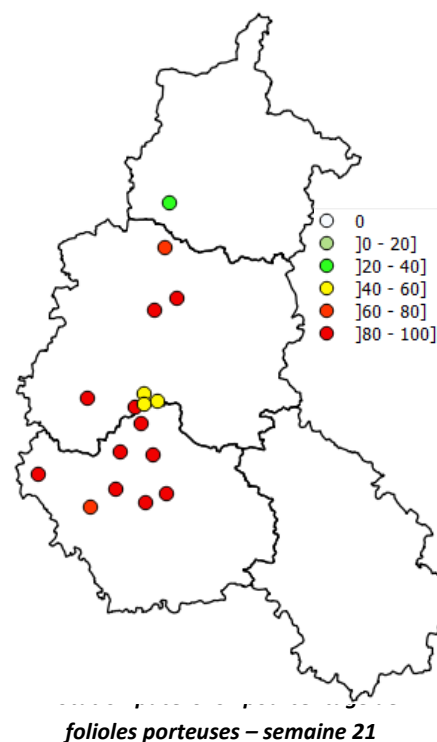 0
]0 - 20]
]20 - 40]
]40 - 60]
]60 - 80]
]80 - 100]
folioles porteuses – semaine 21